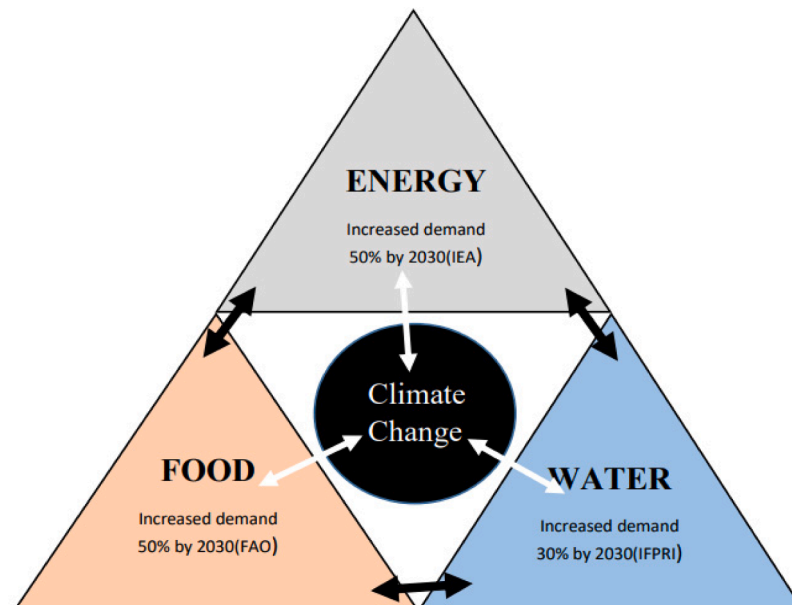 ENERGY
Increased demand
50% by 2030(IEA)
Climate
Change
FOOD
Increased demand
50% by 2030(FAO)
WATER
Increased demand
30% by 2030(IFPRI)